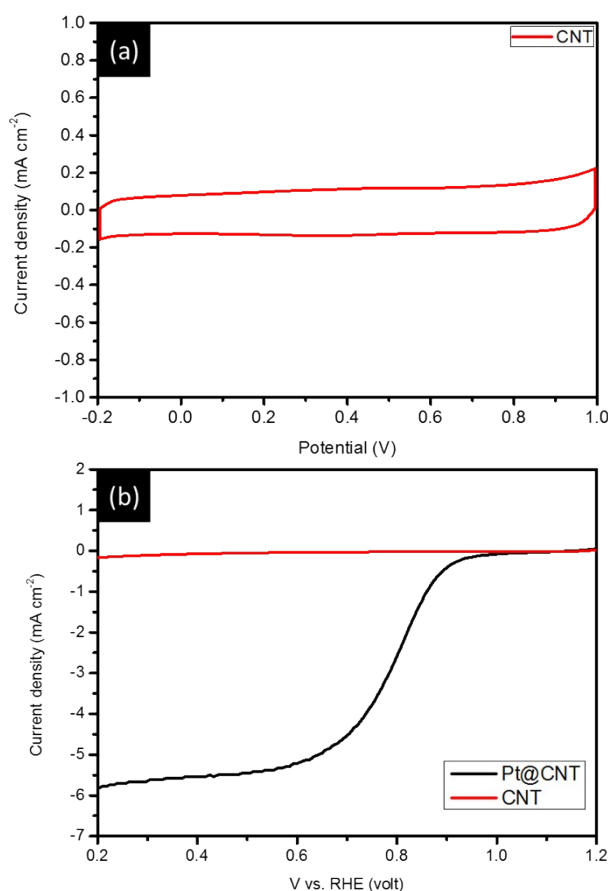 (a)
CNT
1.0
0.8
0.6
0.4
0.2
0.0
-0.2
-0.4
-0.6
-0.8
-1.0
Current density (mA cm-2)
-0.2 0.0 0.2 0.4 0.6 0.8 1.0
Potential (V)
(b)
2
1
0
-1
-2
-3
-4
-5
-6
-7
Current density (mA cm-2)
Pt@CNT
CNT
0.2 0.4 0.6 0.8 1.0 1.2
V vs. RHE (volt)